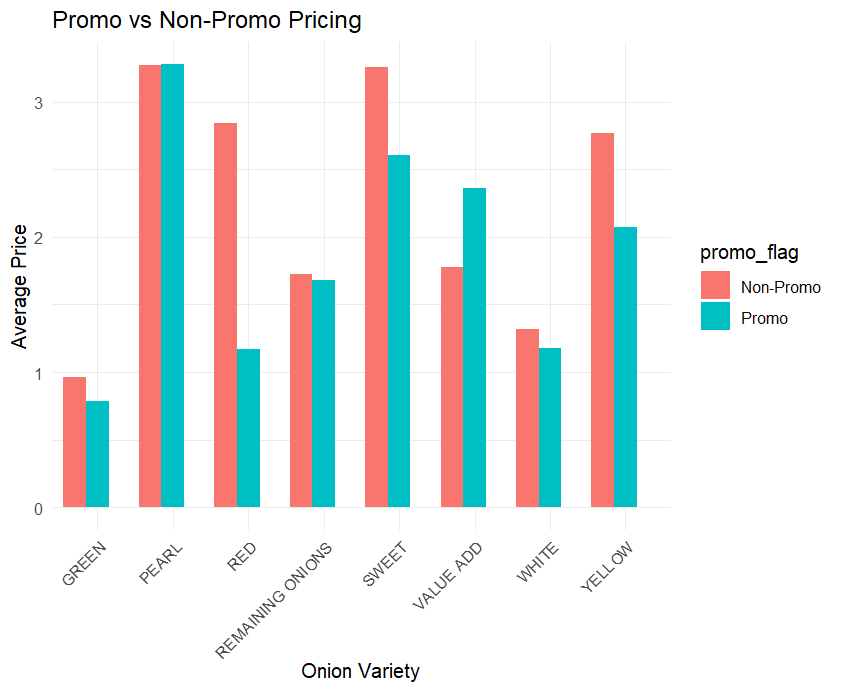 Promo vs Non-Promo Pricing
Average Price
3
2
1
0
GREEN
PEARL
RED
REMAINING ONIONS
SWEET
VALUE ADD
WHITE
YELLOW
Onion Variety
promo_flag
Non-Promo
Promo